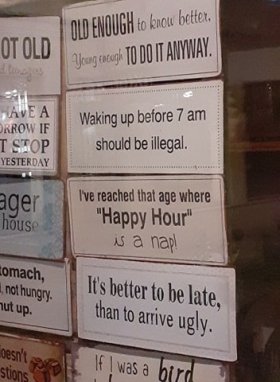 OT OLD
AVE A
RROW IF
T STOP
YESTERDAY
ager
house
tomach,
not hungry.
hut up.
oesn't
stions
OLD ENOUGH to know better.
Young enough TO DO IT ANYWAY.
Waking up before 7 am
should be illegal.
I've reached that age where
"Happy Hour"
is a nap!
It's better to be late,
than to arrive ugly.
If I was a bird